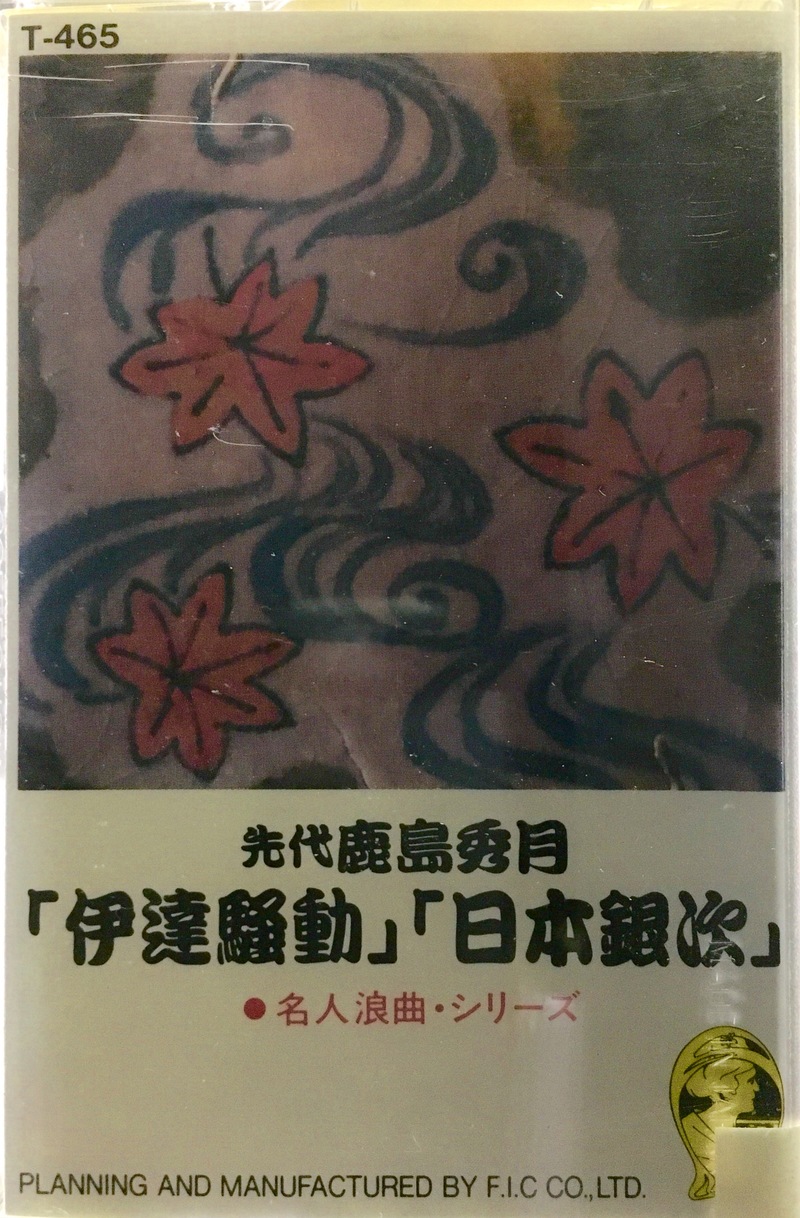 T-465
先代鹿島秀月
「伊達騒動」「日本銀次」
●名人浪曲・シリーズ
PLANNING AND MANUFACTURED BY F.I.C CO.,LTD.